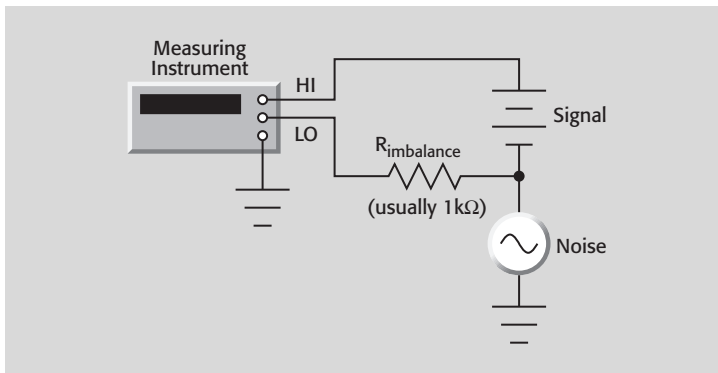 Measuring
Instrument
HI
LO
Signal
Rimbalance
(usually 1kΩ)
Noise